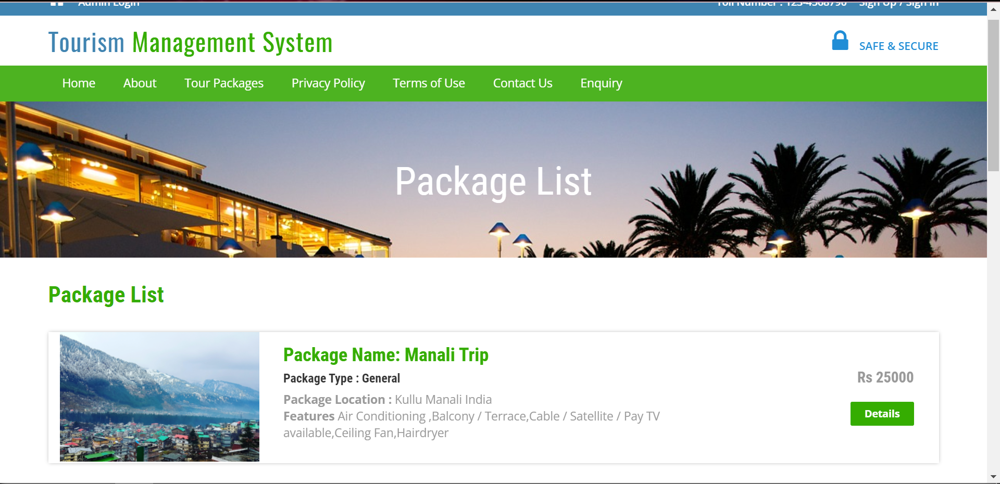 Admin Login
Toll Number : 123-4568790 Sign Up / Sign In
Tourism Management System
SAFE & SECURE
Home About Tour Packages Privacy Policy Terms of Use Contact Us Enquiry
Package List
Package List
Package Name: Manali Trip
Package Type : General
Rs 25000
Package Location : Kullu Manali India
Features Air Conditioning ,Balcony / Terrace,Cable / Satellite / Pay TV
available,Ceiling Fan,Hairdryer
Details